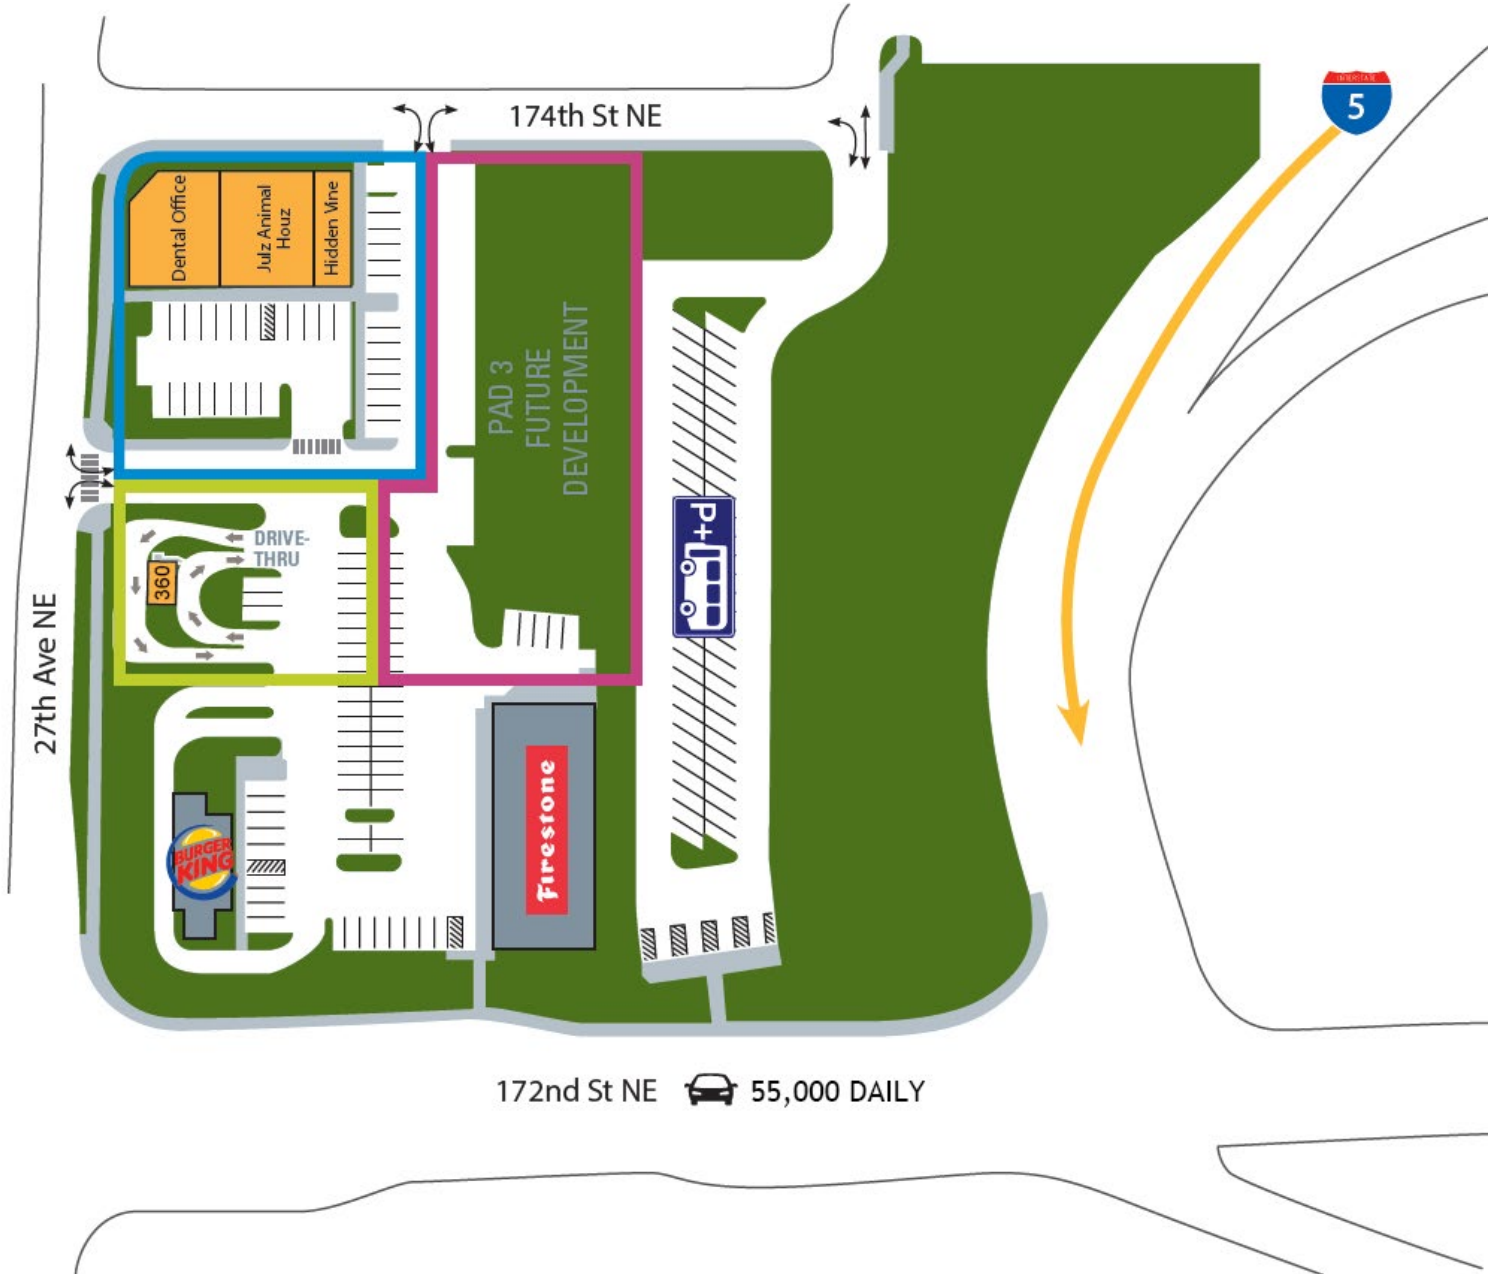 174th St NE
INTERSTATE
5
Dental Office
Julz Animal
Houz
Hidden Vine
PAD 3
FUTURE
DEVELOPMENT
P+
DRIVE-
THRU
360
27th Ave NE
Firestone
BURGER
KING
172nd St NE
55,000 DAILY